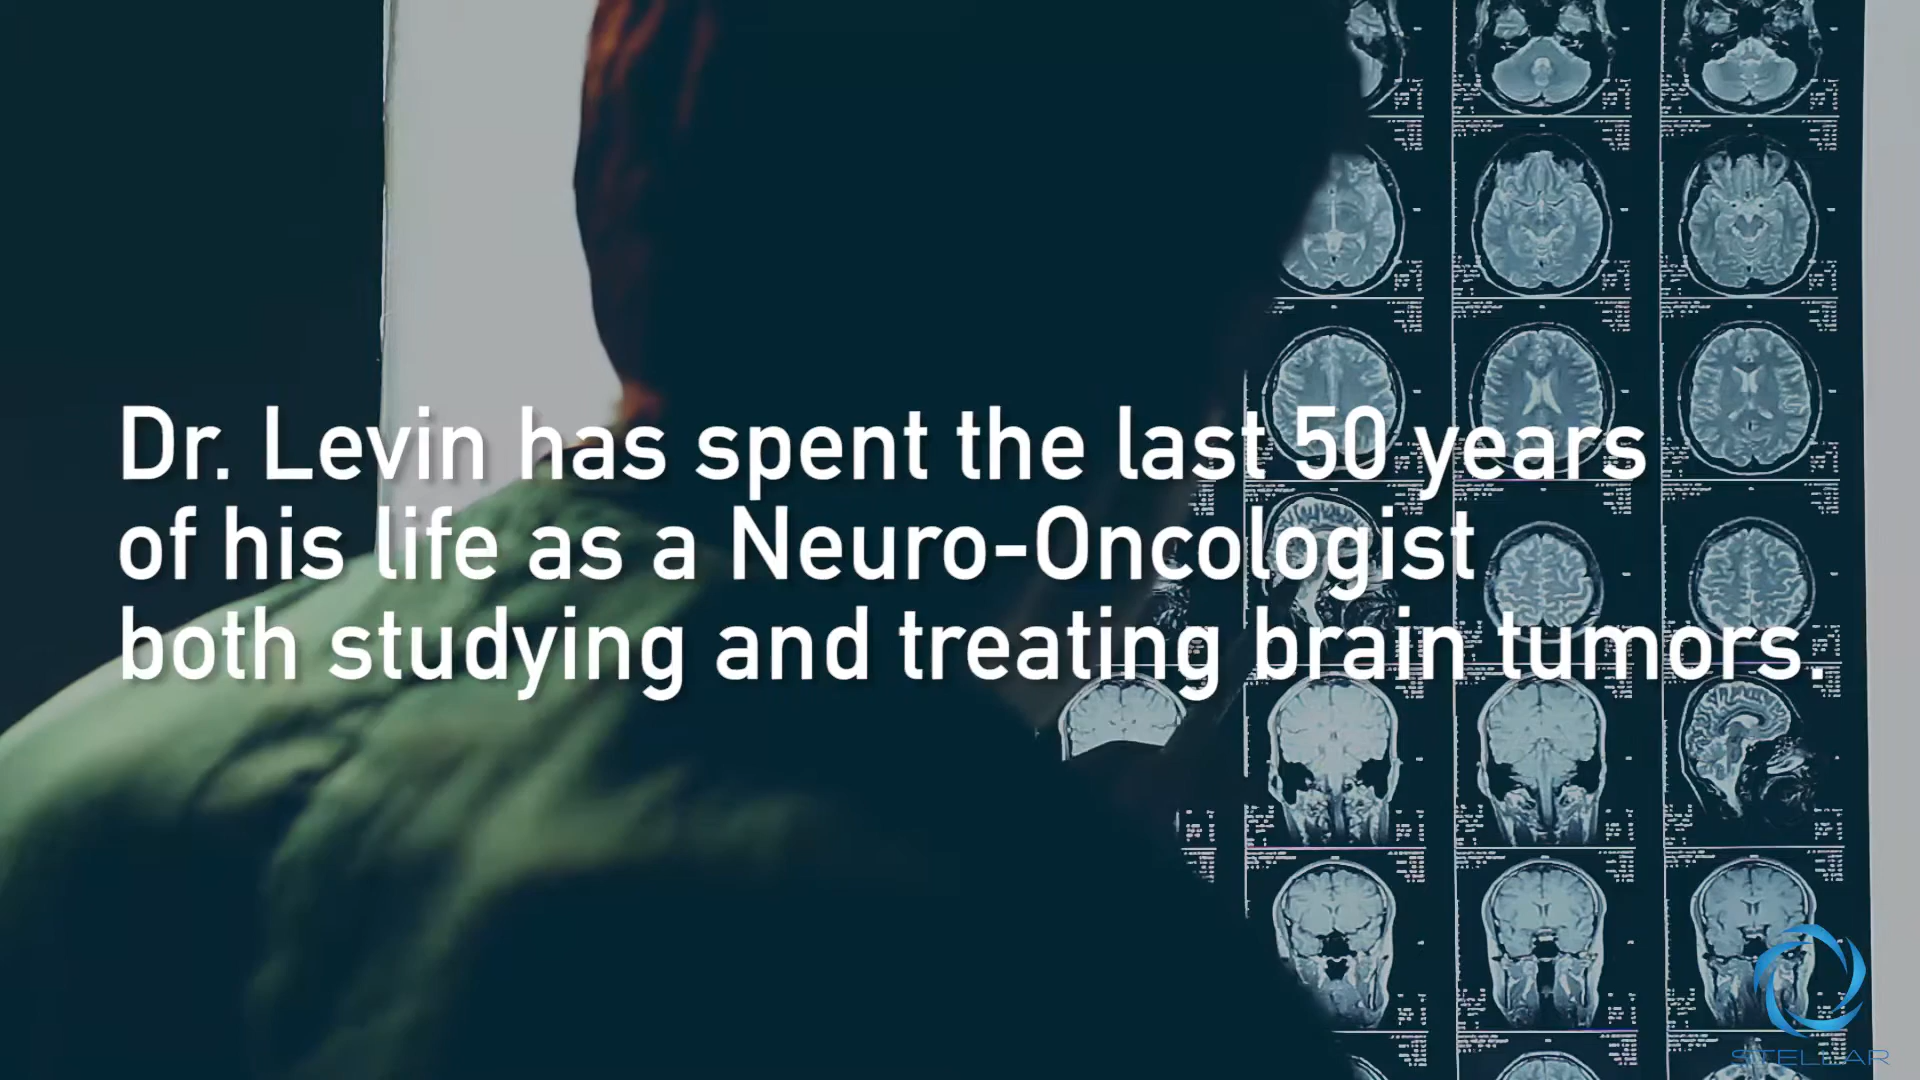 Dr. Levin has spent the last 50 years
of his life as a Neuro-Oncologist
both studying and treating brain tumors.
STELLAR